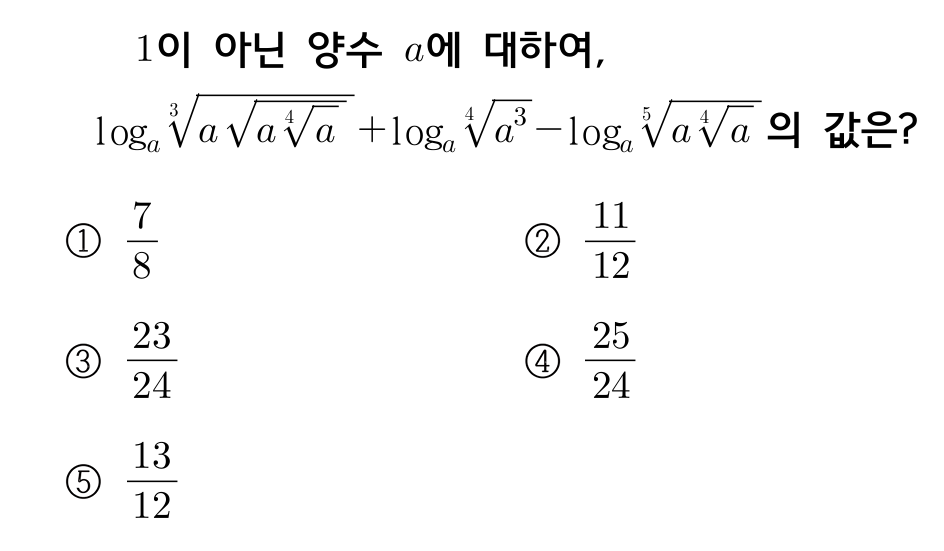 1이 아닌 양수 a에 대하여,
$\log_a \sqrt[3]{a\sqrt{a\sqrt[4]{a}}} + \log_a \sqrt[4]{a^3} - \log_a \sqrt[5]{a\sqrt[4]{a}}$ 의 값은?
① $\frac{7}{8}$ ② $\frac{11}{12}$
③ $\frac{23}{24}$ ④ $\frac{25}{24}$
⑤ $\frac{13}{12}$